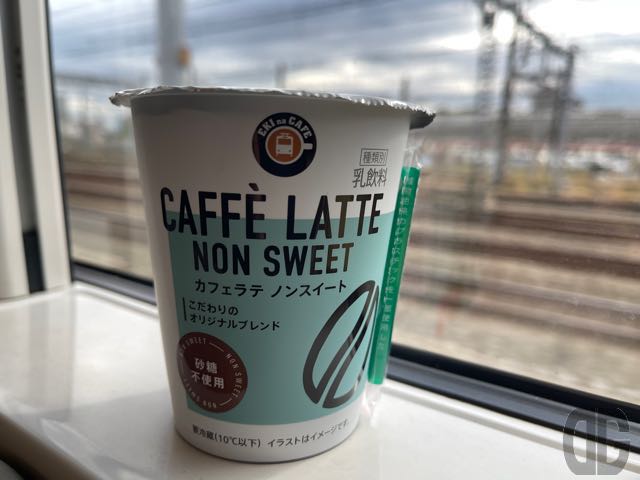 EKI na CAFE
種類別
乳飲料
CAFFÈ LATTE
NON SWEET
カフェラテ ノンスイート
こだわりの
オリジナルブレンド
NON SWEET
砂糖
不使用
要冷蔵(10℃以下) イラストはイメージです。
DC